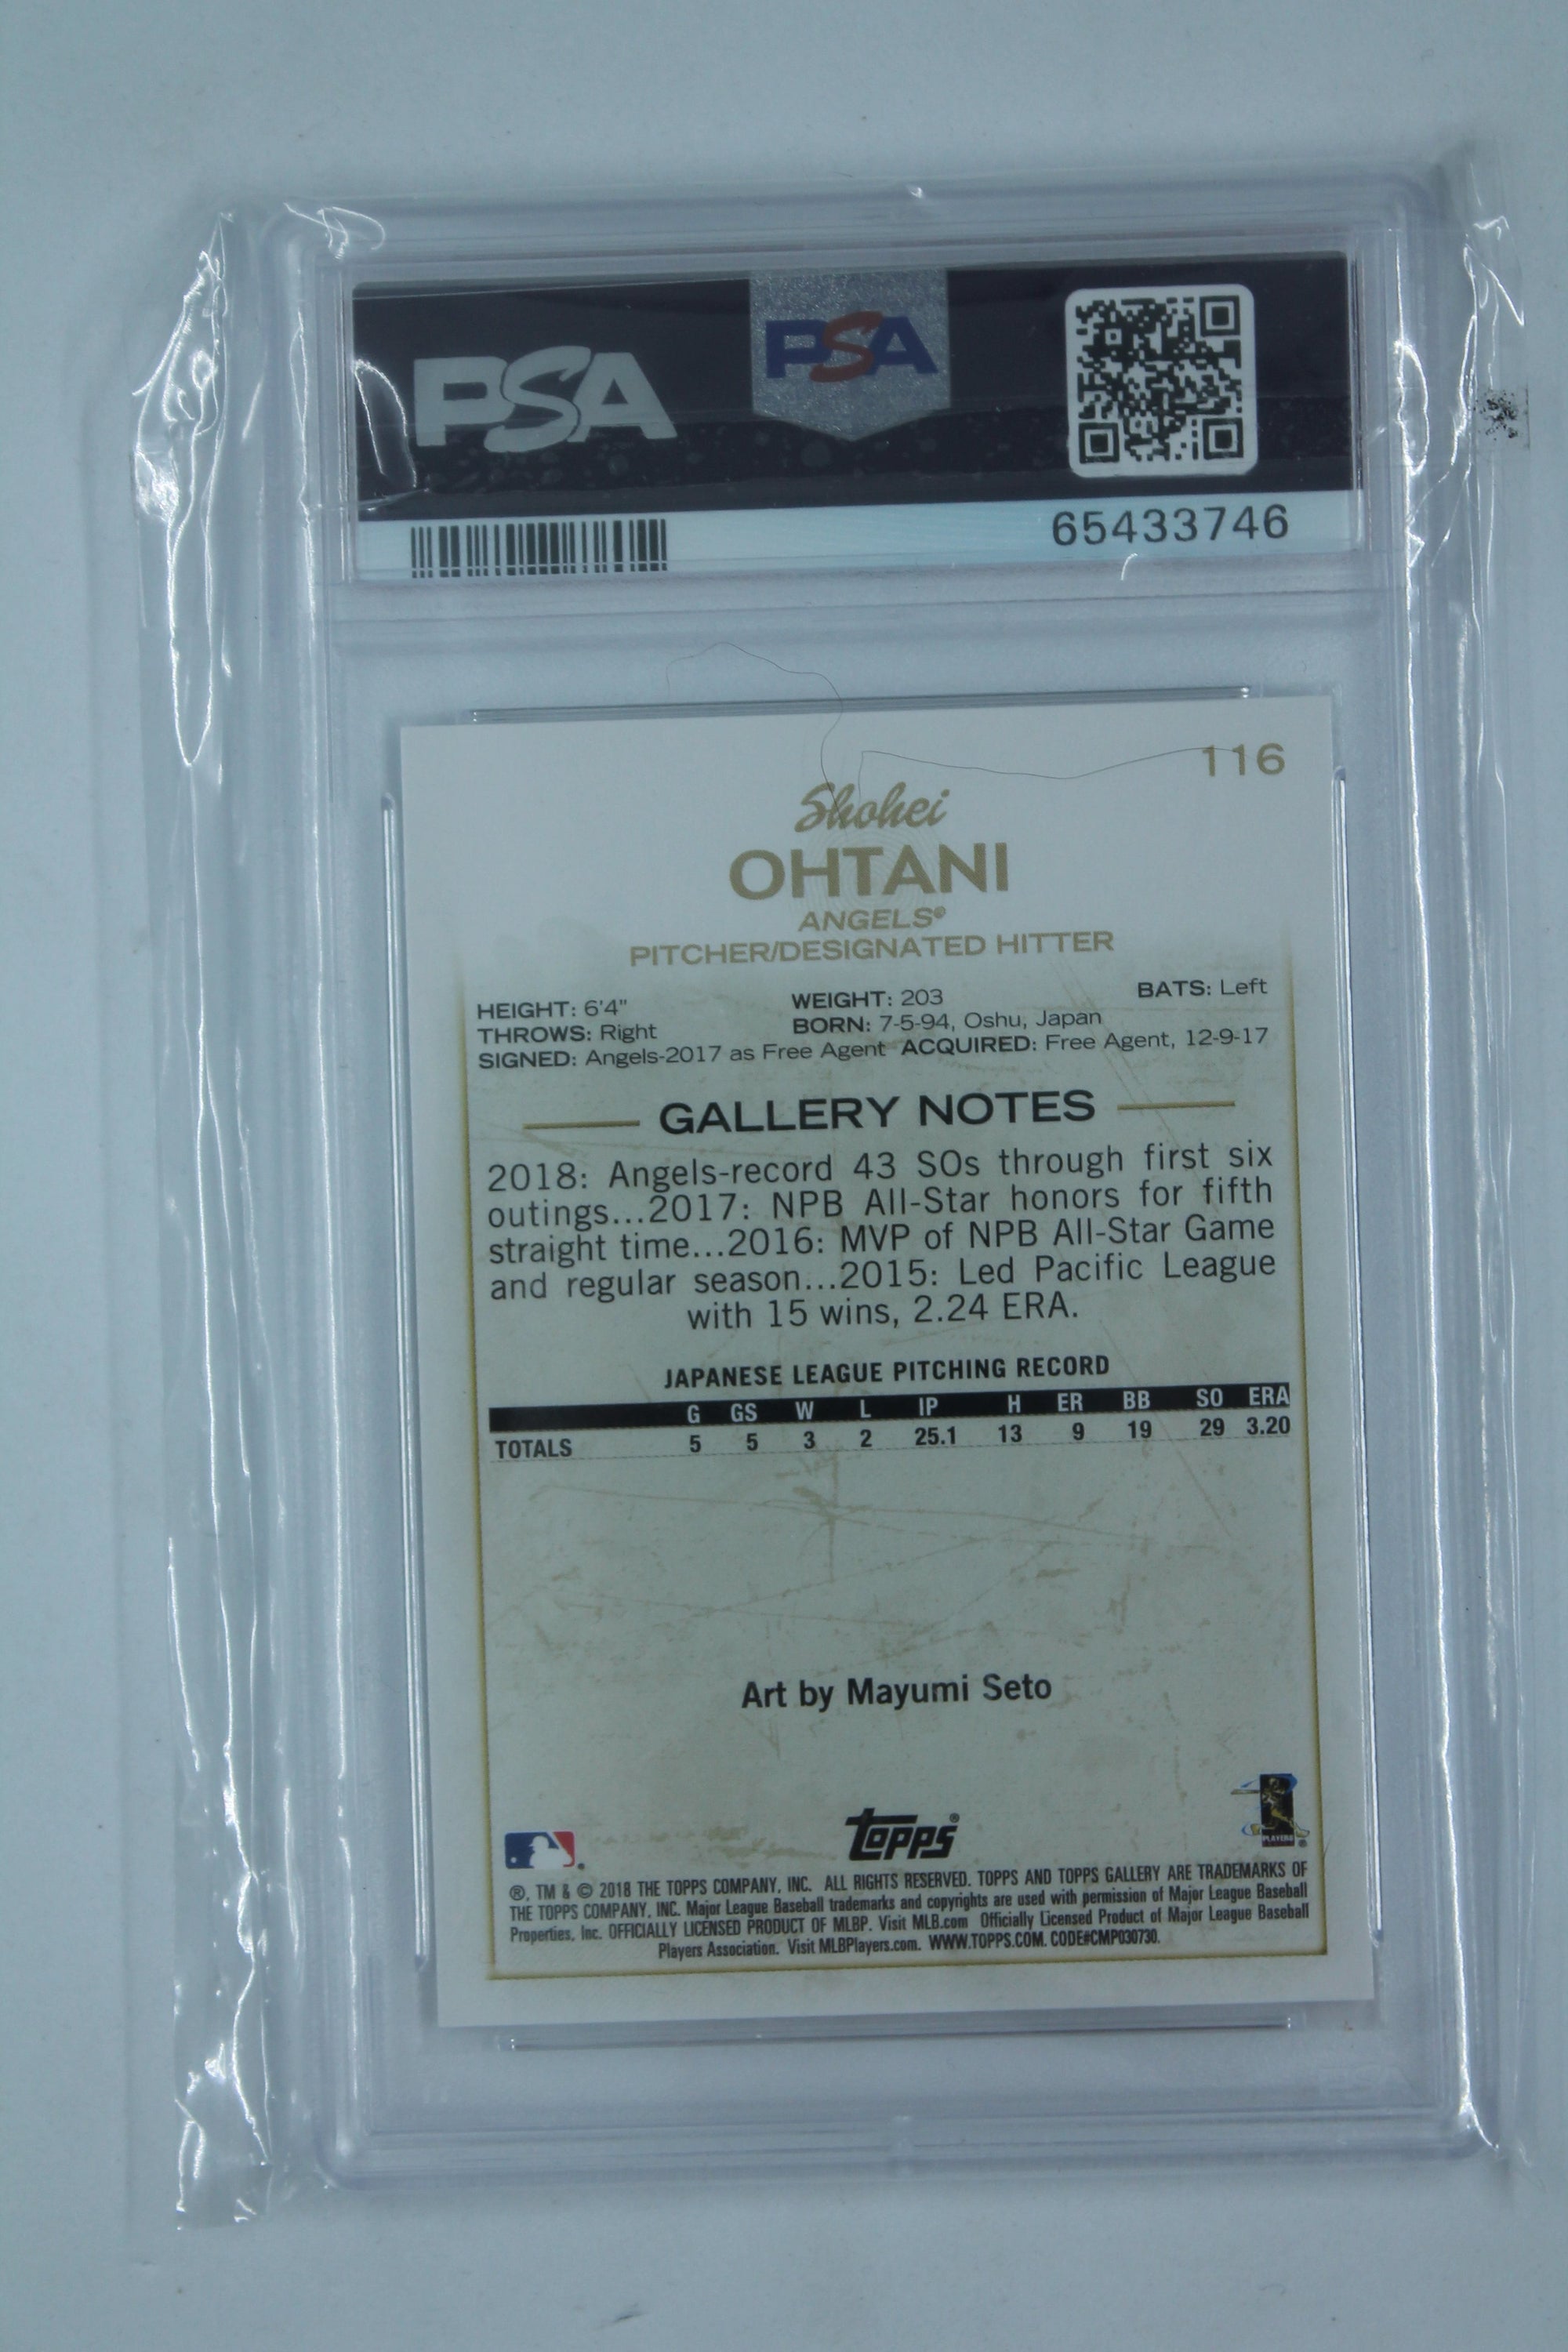 PSA
PSA
65433746
116
Shohei
OHTANI
ANGELS®
PITCHER/DESIGNATED HITTER
HEIGHT: 6'4" WEIGHT: 203 BATS: Left
THROWS: Right BORN: 7-5-94, Oshu, Japan
SIGNED: Angels-2017 as Free Agent ACQUIRED: Free Agent, 12-9-17
GALLERY NOTES
2018: Angels-record 43 SOs through first six
outings...2017: NPB All-Star honors for fifth
straight time...2016: MVP of NPB All-Star Game
and regular season...2015: Led Pacific League
with 15 wins, 2.24 ERA.
JAPANESE LEAGUE PITCHING RECORD
G GS W L IP H ER BB SO ERA
TOTALS 5 5 3 2 25.1 13 9 19 29 3.20
Art by Mayumi Seto
Topps®
PLAYERS
®, TM & © 2018 THE TOPPS COMPANY, INC. ALL RIGHTS RESERVED. TOPPS AND TOPPS GALLERY ARE TRADEMARKS OF
THE TOPPS COMPANY, INC. Major League Baseball trademarks and copyrights are used with permission of Major League Baseball
Properties, Inc. OFFICIALLY LICENSED PRODUCT OF MLBP. Visit MLB.com Officially Licensed Product of Major League Baseball
Players Association. Visit MLBPlayers.com. WWW.TOPPS.COM. CODE#CMP030730.